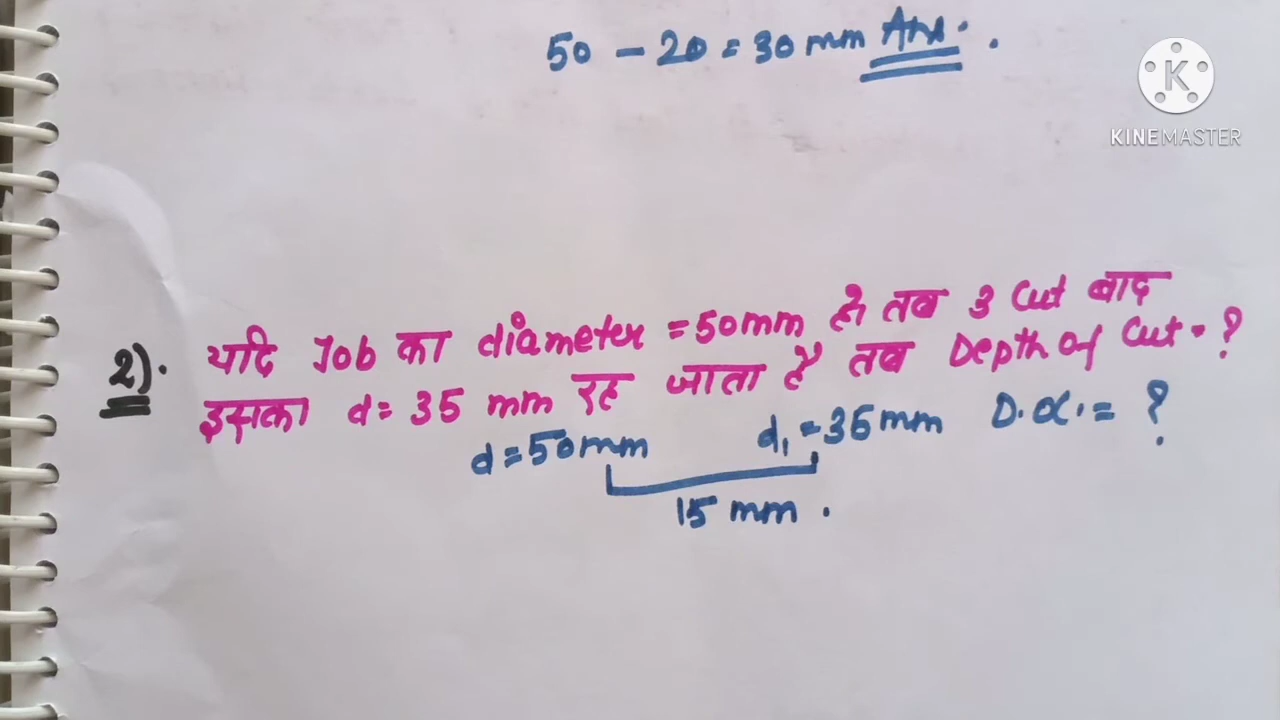 50 - 20 = 30 mm Ans.
KINEMASTER
2). यदि Job का diameter = 50mm हो तब 3 Cut बाद
इसका d = 35 mm रह जाता है तब Depth of Cut = ?
d = 50mm d₁ = 35mm D.O.C. = ?
15 mm .